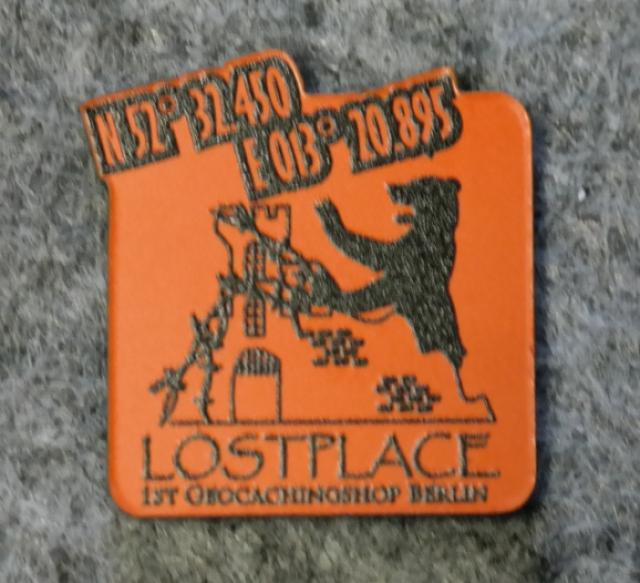 N 52° 32.450
E 013° 20.895
LOSTPLACE
1ST GEOCACHINGSHOP BERLIN